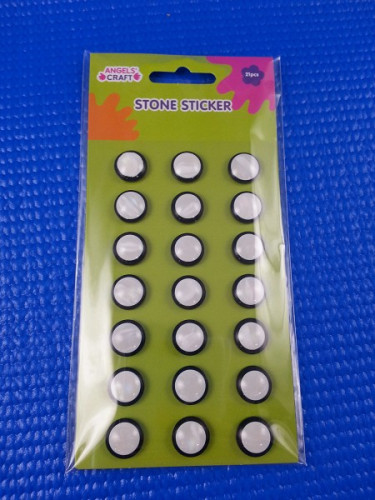 ANGELS'
CRAFT
STONE STICKER
21pcs